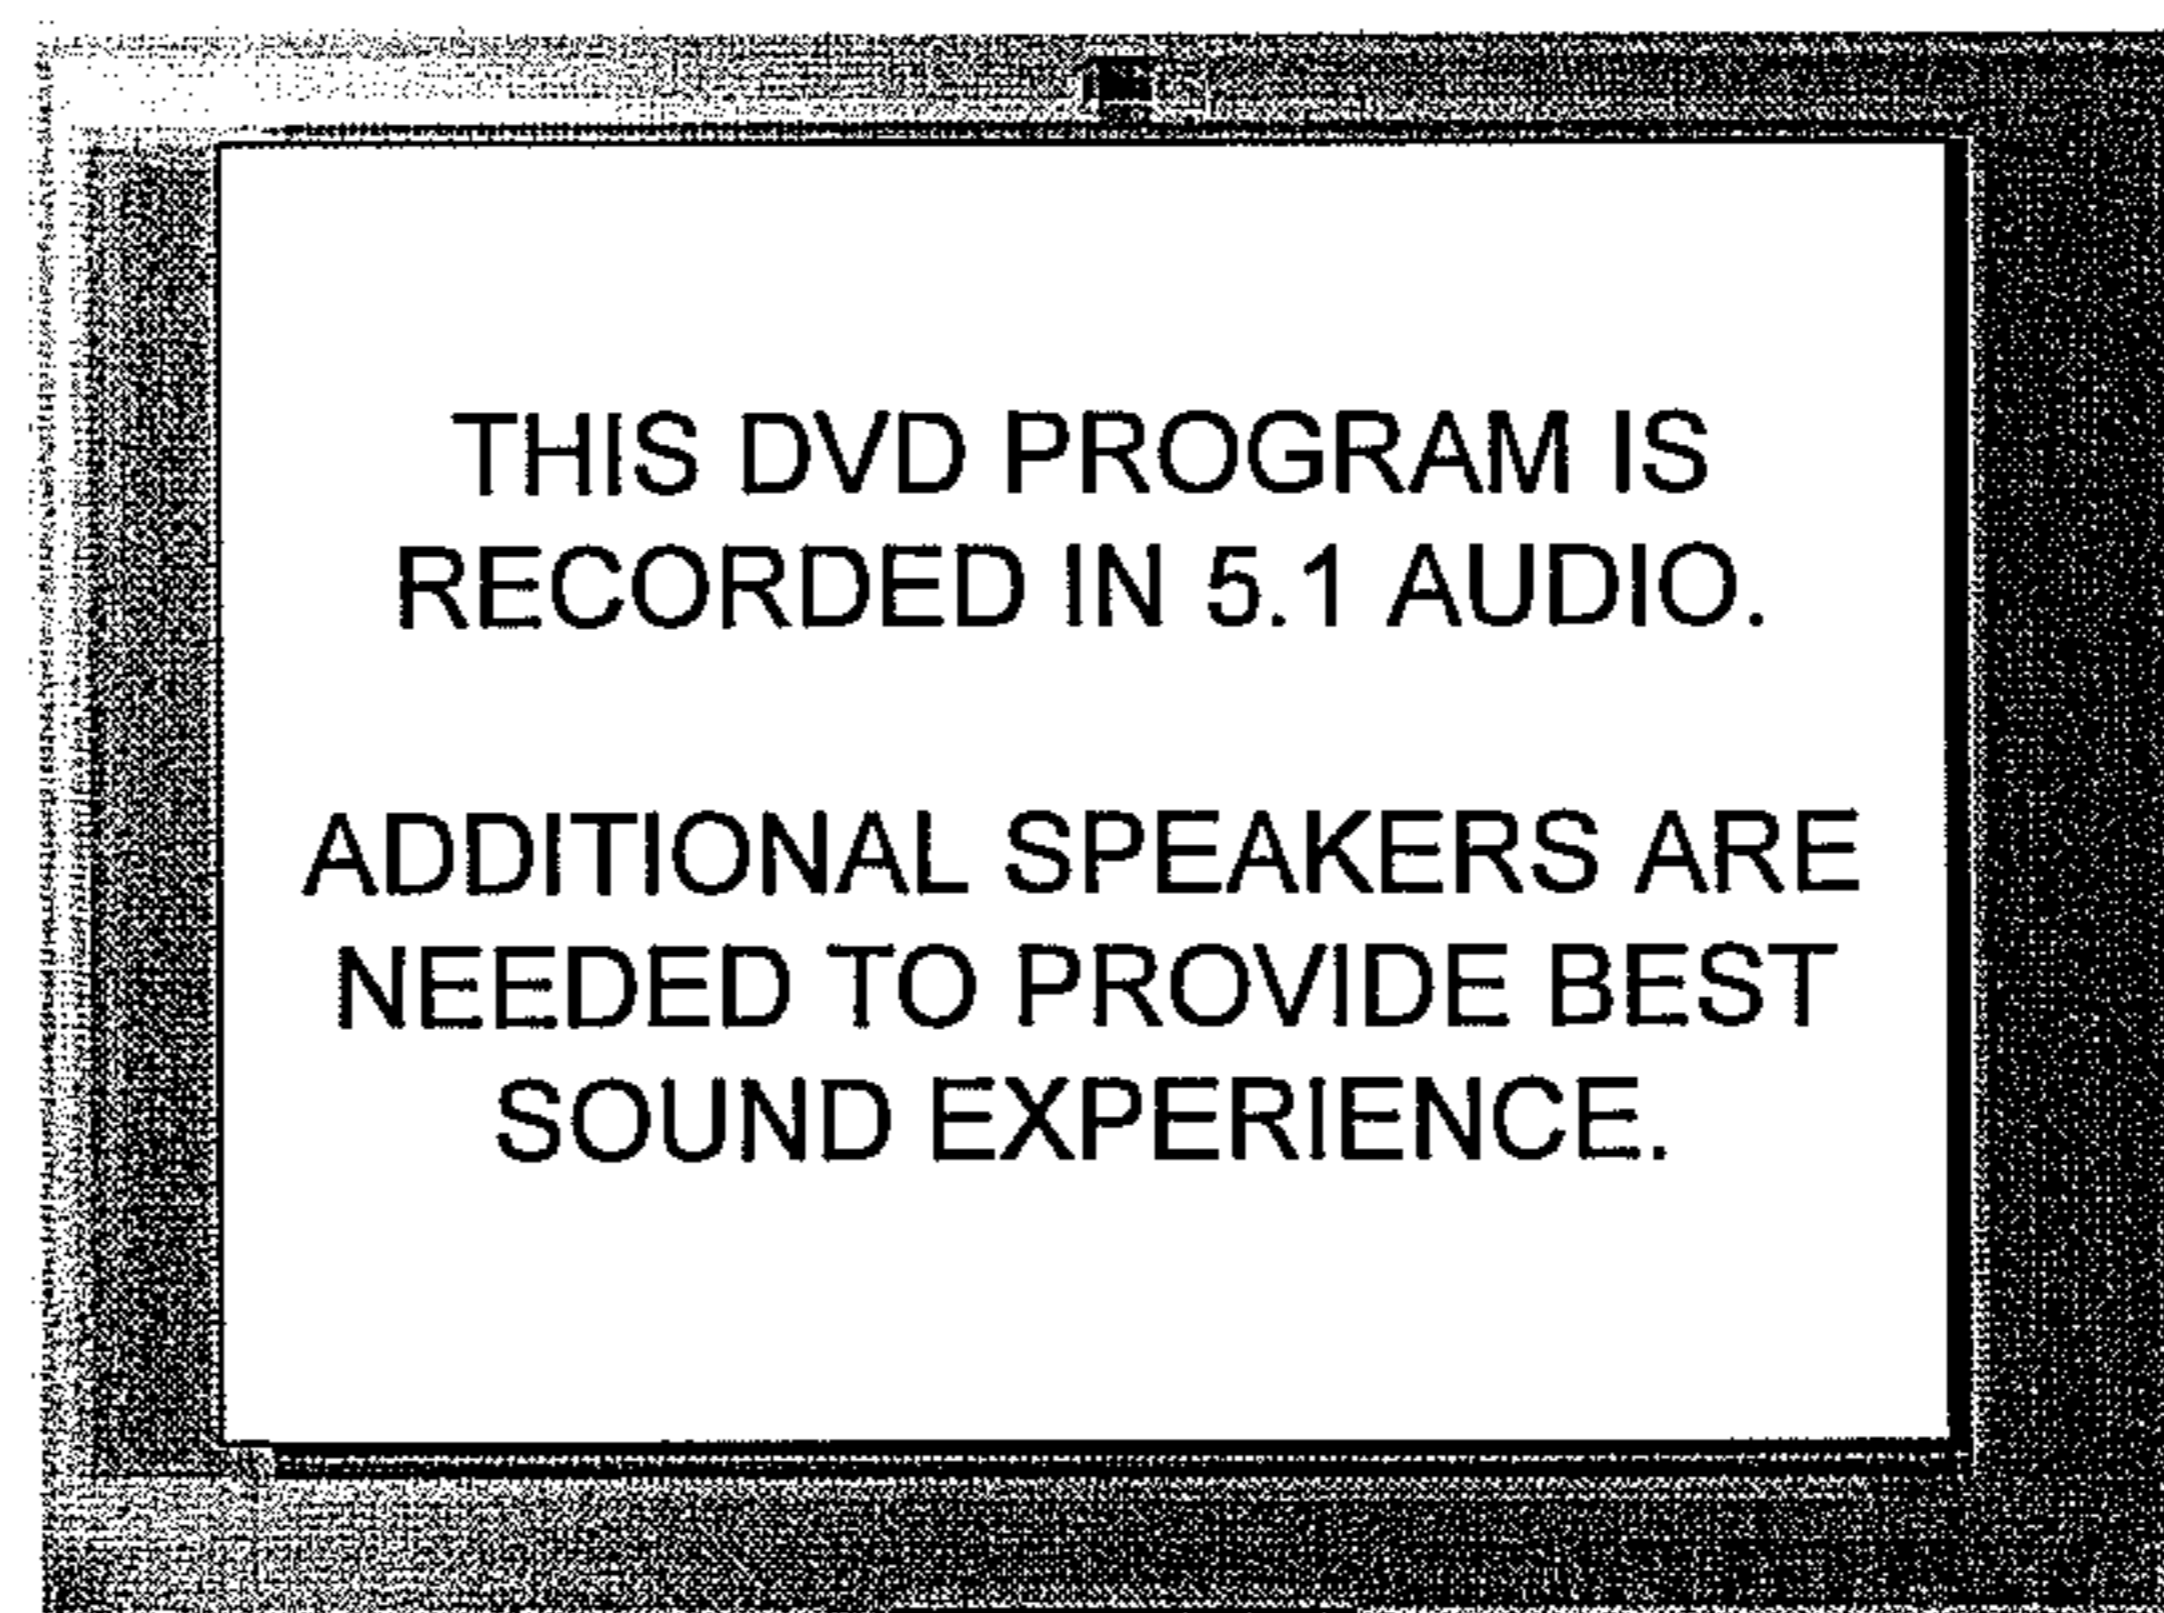 THIS DVD PROGRAM IS
RECORDED IN 5.1 AUDIO.
ADDITIONAL SPEAKERS ARE
NEEDED TO PROVIDE BEST
SOUND EXPERIENCE.